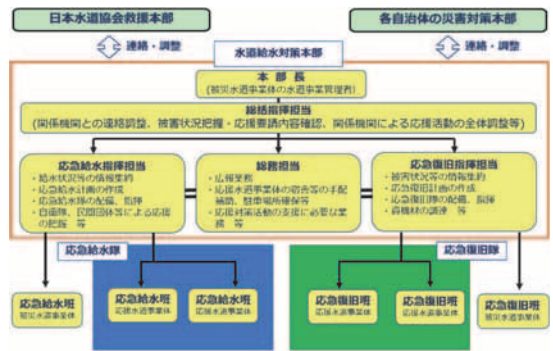 日本水道協会救援本部
各自治体の災害対策本部
連絡・調整
連絡・調整
水道給水対策本部
本部長
(被災水道事業体の水道事業管理者)
総括指揮担当
(関係機関との連絡調整、被害状況把握・応援要請内容確認、関係機関による応援活動の全体調整等)
応急給水指揮担当
・給水状況等の情報集約
・応急給水計画の作成
・応急給水隊の配備、指揮
・自衛隊、民間団体等による応援
の把握 等
総務担当
・広報業務
・応援水道事業体の宿舎等の手配
補助、駐車場所確保等
・応援対策活動の支援に必要な業
務 等
応急復旧指揮担当
・被害状況等の情報集約
・応急復旧計画の作成
・応急復旧隊の配備、指揮
・資機材の調達 等
応急給水隊
応急復旧隊
応急給水班
被災水道事業体
応急給水班
応援水道事業体
応急給水班
応援水道事業体
応急復旧班
応援水道事業体
応急復旧班
応援水道事業体
応急復旧班
被災水道事業体